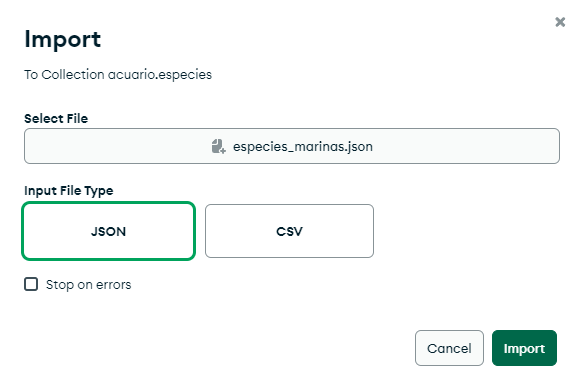 Import
To Collection acuario.especies
Select File
especies_marinas.json
Input File Type
JSON
CSV
Stop on errors
Cancel
Import